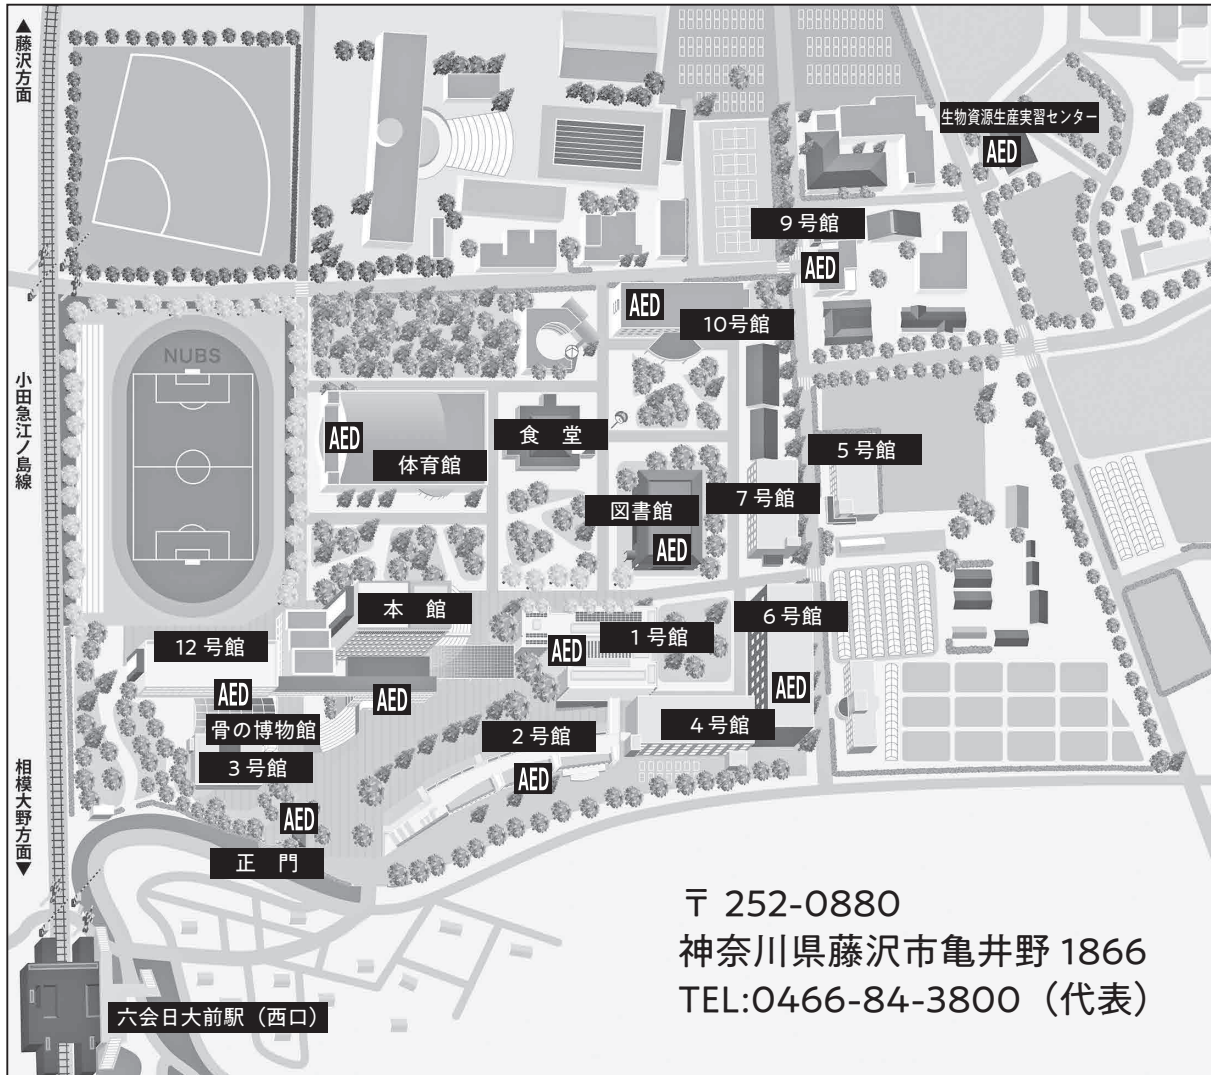 ▲藤沢方面
小田急江ノ島線
相模大野方面▼
生物資源生産実習センター
AED
9号館
AED
AED
10号館
NUBS
AED
体育館
食 堂
5号館
図書館
AED
7号館
本 館
AED
12号館
AED
1号館
AED
6号館
AED
骨の博物館
3号館
2号館
AED
4号館
AED
正 門
六会日大前駅（西口）
〒252-0880
神奈川県藤沢市亀井野1866
TEL:0466-84-3800（代表）